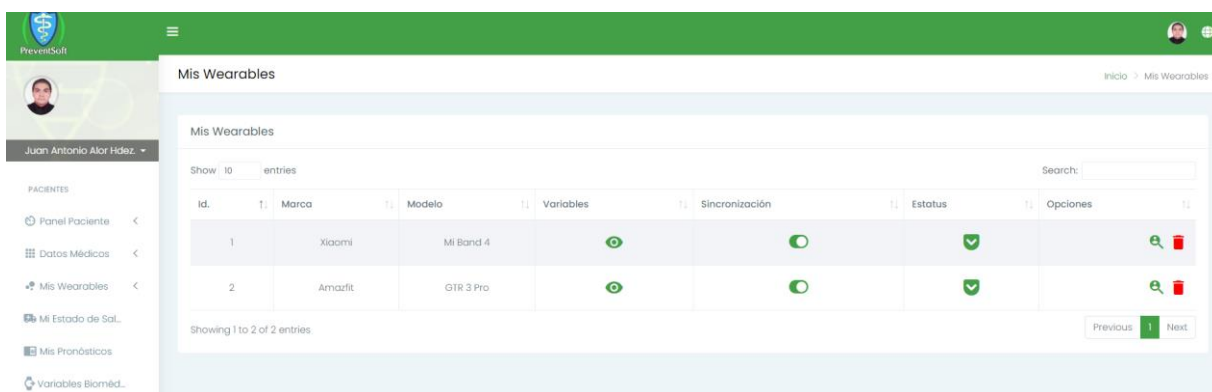 PreventSoft
Mis Wearables
Inicio > Mis Wearables
Juan Antonio Alor Hdez.
PACIENTES
Panel Paciente
Datos Médicos
Mis Wearables
Mi Estado de Sal...
Mis Pronósticos
Variables Bioméd...
Mis Wearables
Show 10 entries
Search:
Id. Marca Modelo Variables Sincronización Estatus Opciones
1 Xiaomi Mi Band 4
2 Amazfit GTR 3 Pro
Showing 1 to 2 of 2 entries
Previous 1 Next